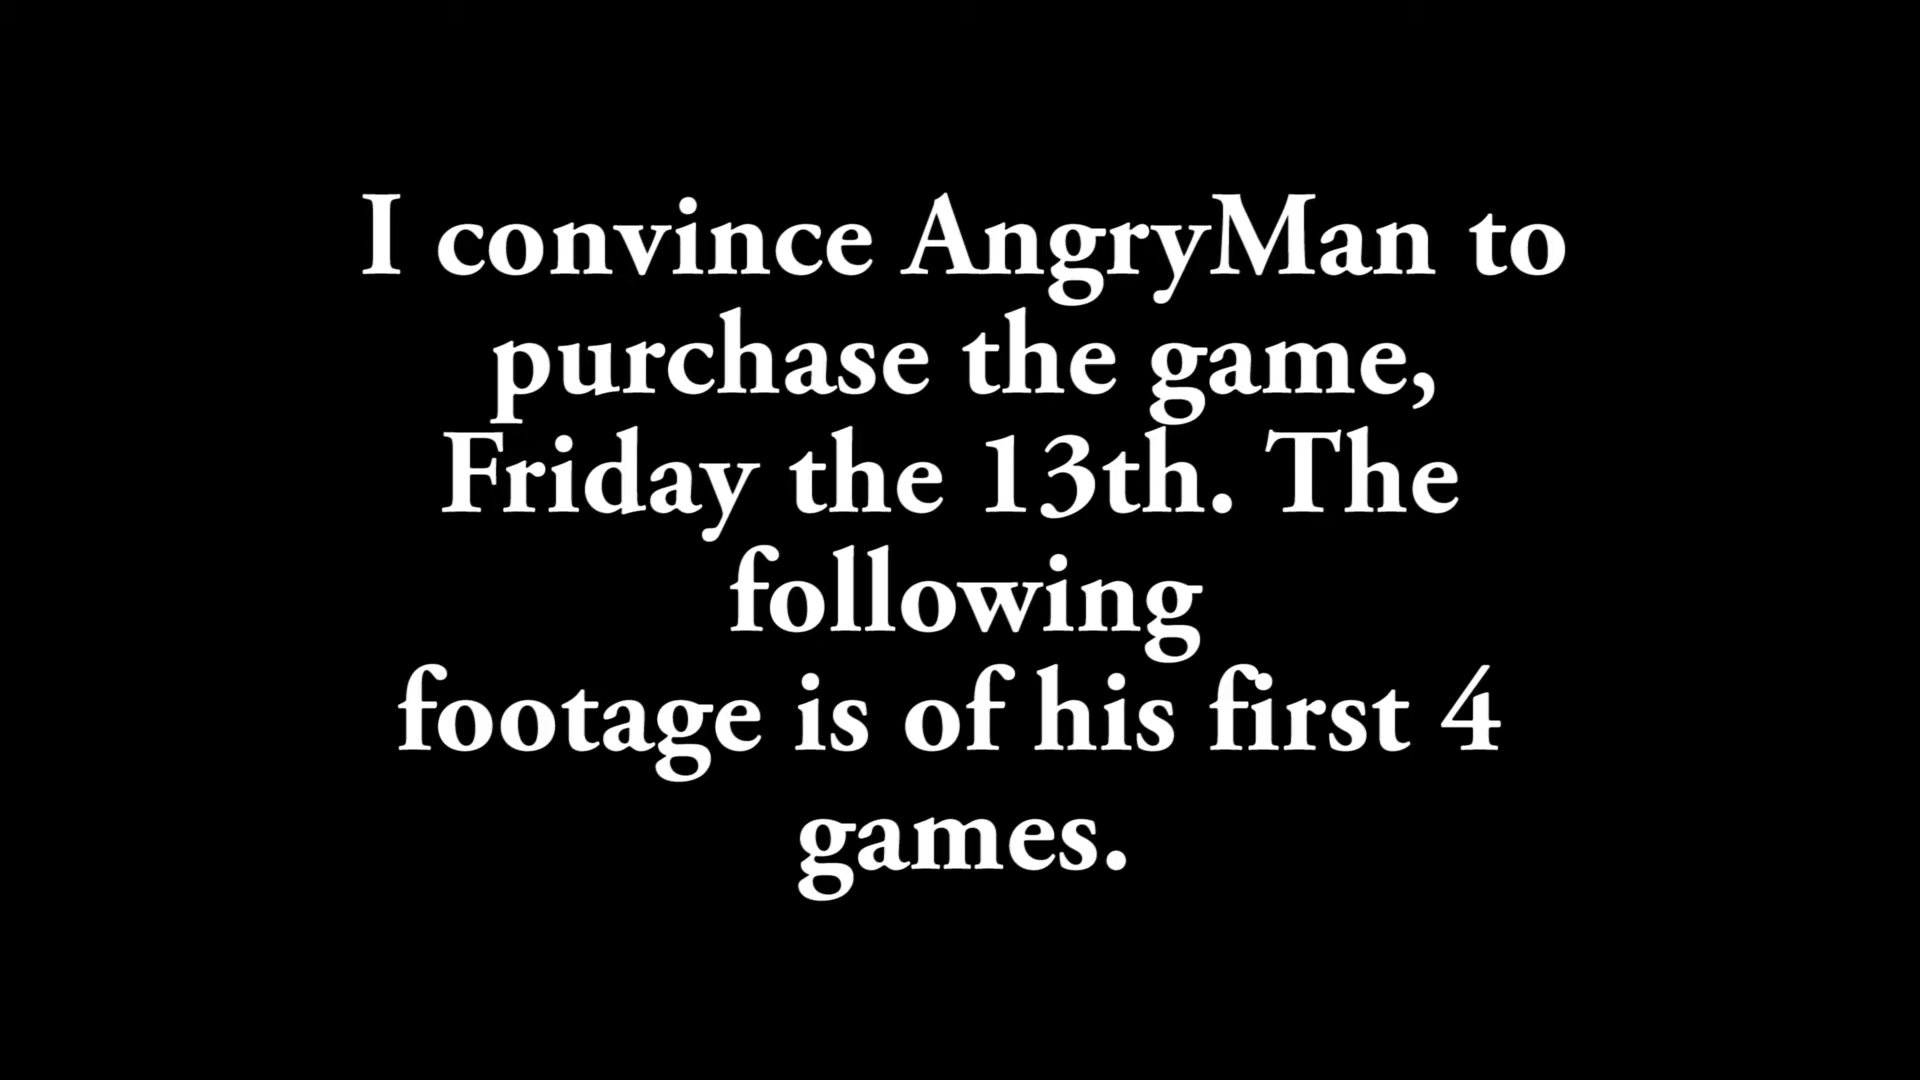 I convince AngryMan to
purchase the game,
Friday the 13th. The
following
footage is of his first 4
games.